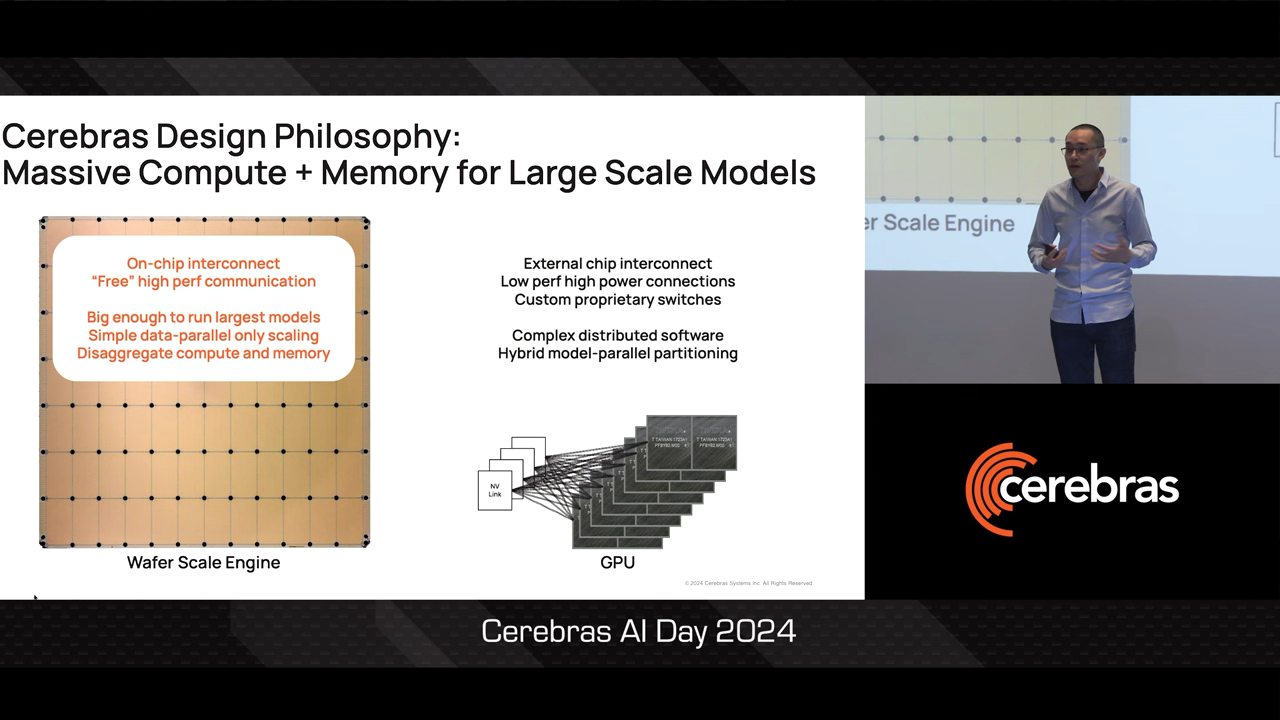 Cerebras Design Philosophy:
Massive Compute + Memory for Large Scale Models
On-chip interconnect
“Free” high perf communication
Big enough to run largest models
Simple data-parallel only scaling
Disaggregate compute and memory
Wafer Scale Engine
External chip interconnect
Low perf high power connections
Custom proprietary switches
Complex distributed software
Hybrid model-parallel partitioning
NV
Link
GPU
© 2024 Cerebras Systems Inc. All Rights Reserved
er Scale Engine
cerebras
Cerebras AI Day 2024